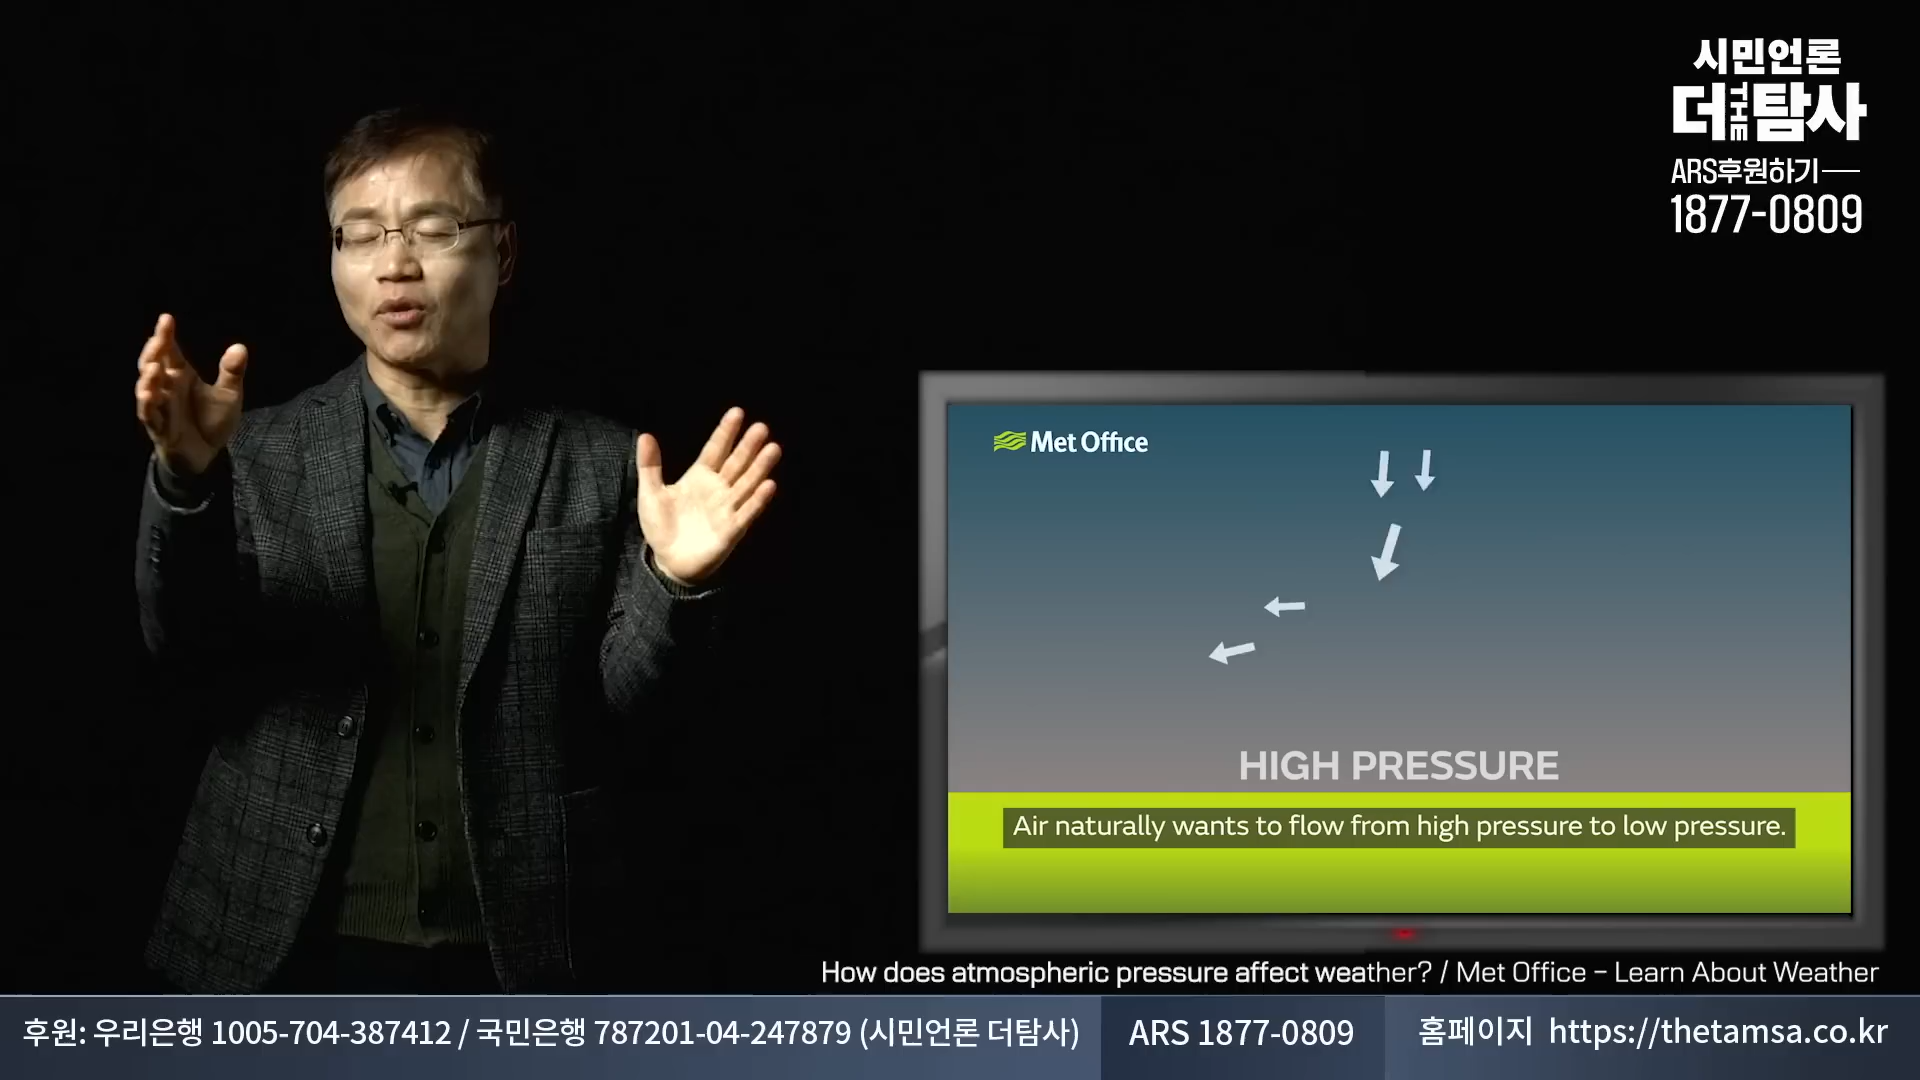 시민언론
더탐사
THE
ARS후원하기
1877-0809
Met Office
HIGH PRESSURE
Air naturally wants to flow from high pressure to low pressure.
How does atmospheric pressure affect weather? / Met Office – Learn About Weather
후원: 우리은행 1005-704-387412 / 국민은행 787201-04-247879 (시민언론 더탐사)
ARS 1877-0809
홈페이지 https://thetamsa.co.kr